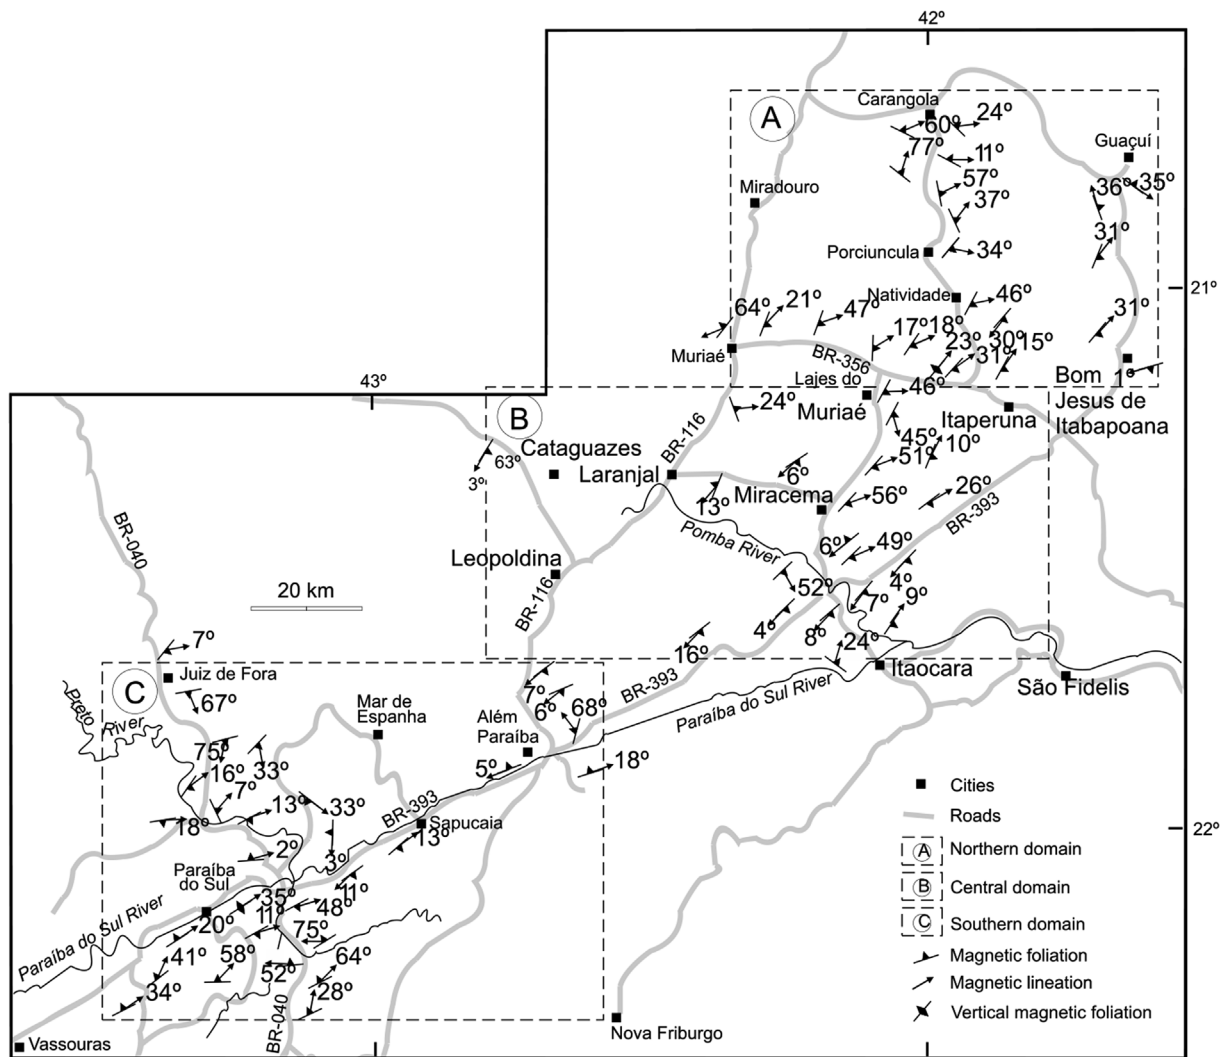 42º
Carangola
24º
A
60º
77º
11º
Guaçuí
57º
36º
35º
Miradouro
37º
31º
Porciuncula
34º
21º
Natividade
46º
64º
21º
47º
31º
17º
18º
30º
15º
23º
31º
Muriaé
BR-356
Lajes do
Muriaé
46º
Bom
1º
Jesus de
Itabapoana
43º
24º
Itaperuna
B
BR-116
Cataguazes
45º
10º
51º
63º
3º
Laranjal
6º
13º
Miracema
56º
26º
BR-393
BR-040
Pomba River
6º
49º
Leopoldina
52º
4º
7º
9º
20 km
BR-116
4º
8º
24º
16º
7º
Itaocara
São Fidelis
C
Juiz de Fora
67º
Preto River
Mar de
Espanha
7º
6º
68º
BR-393
Paraíba do Sul River
Além
Paraíba
75º
16º
33º
5º
18º
7º
13º
33º
BR-393
Sapucaia
18º
13º
2º
3º
Paraíba
do Sul
35º
11º
11º
48º
20º
75º
Paraíba do Sul River
41º
58º
52º
64º
34º
28º
BR-040
Vassouras
Nova Friburgo
22º
Cities
Roads
A Northern domain
B Central domain
C Southern domain
Magnetic foliation
Magnetic lineation
Vertical magnetic foliation